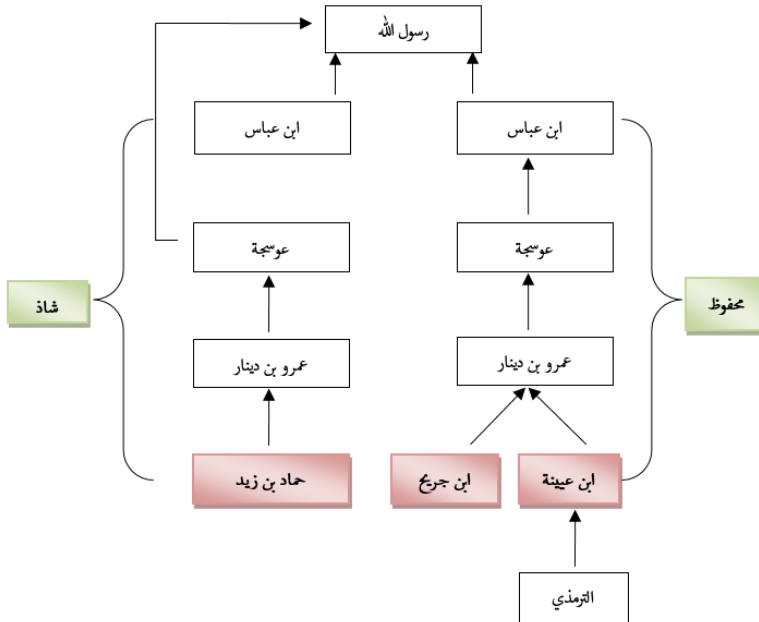 رسول الله
ابن عباس
ابن عباس
عوسجة
عوسجة
محفوظ
شاذ
عمرو بن دينار
عمرو بن دينار
ابن عيينة
ابن جريج
حماد بن زيد
الترمذي